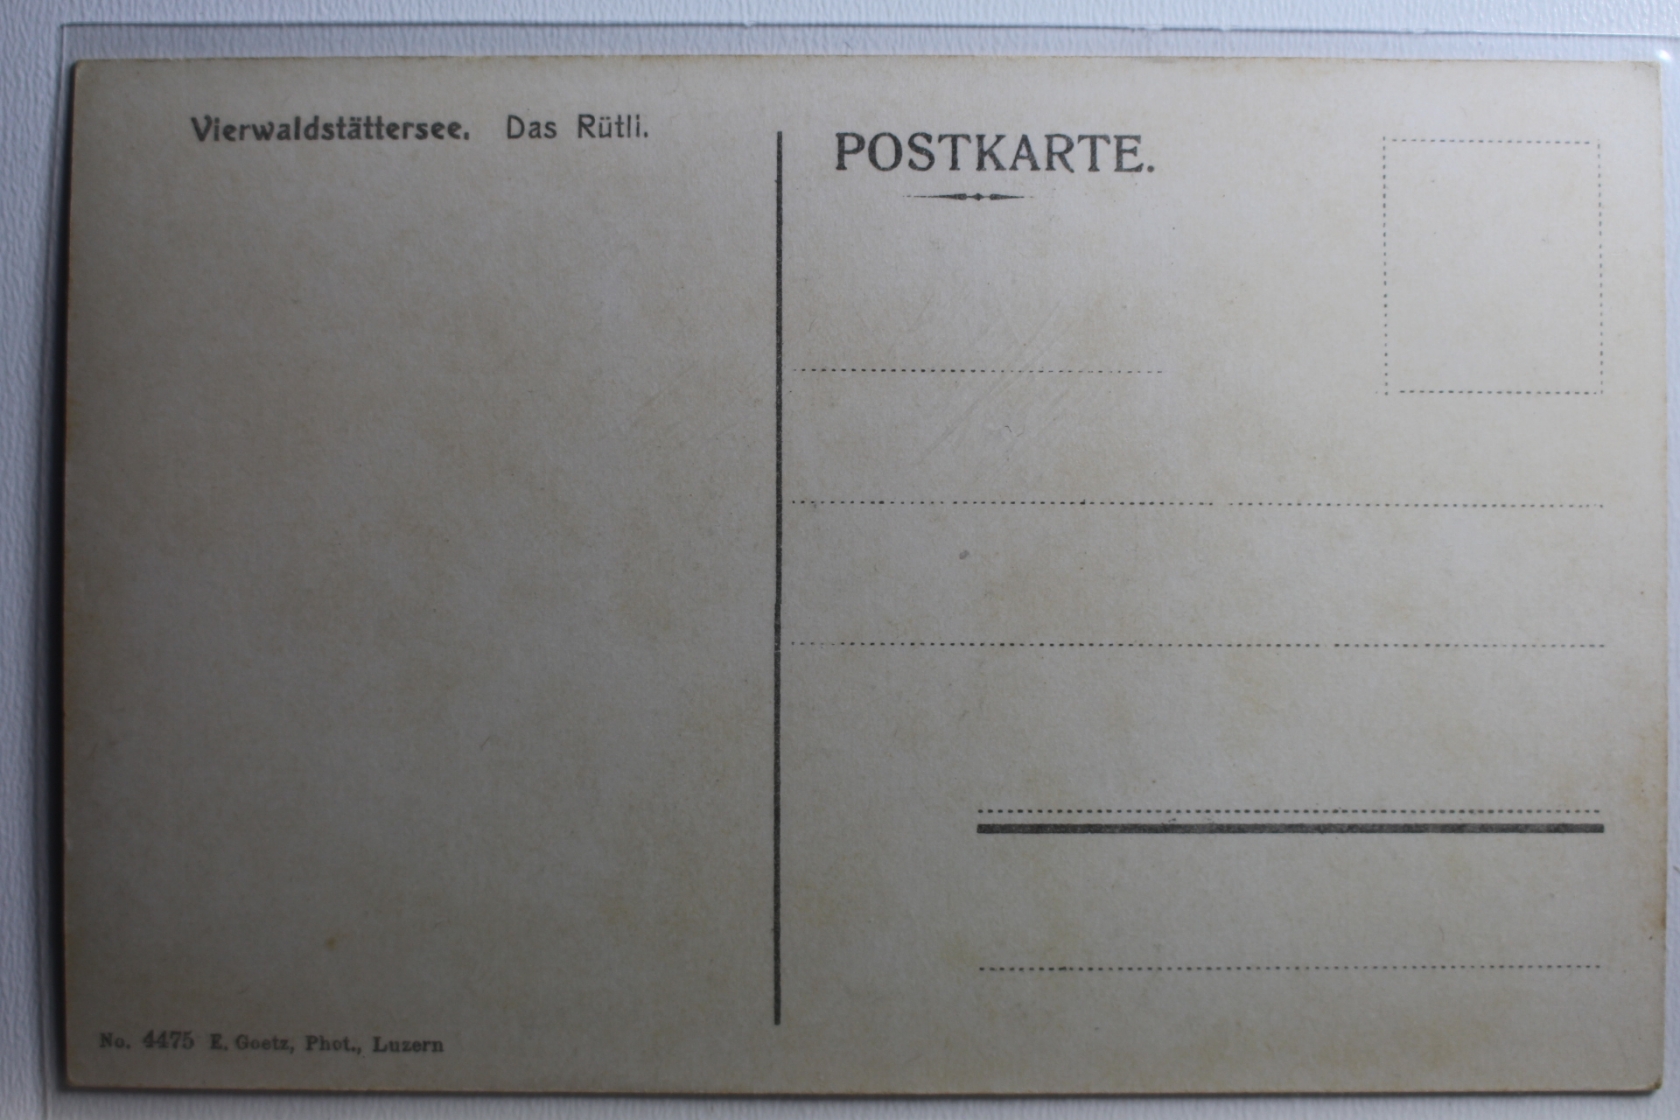 Vierwaldstättersee. Das Rütli.
POSTKARTE.
No. 4475 E. Goetz, Phot., Luzern